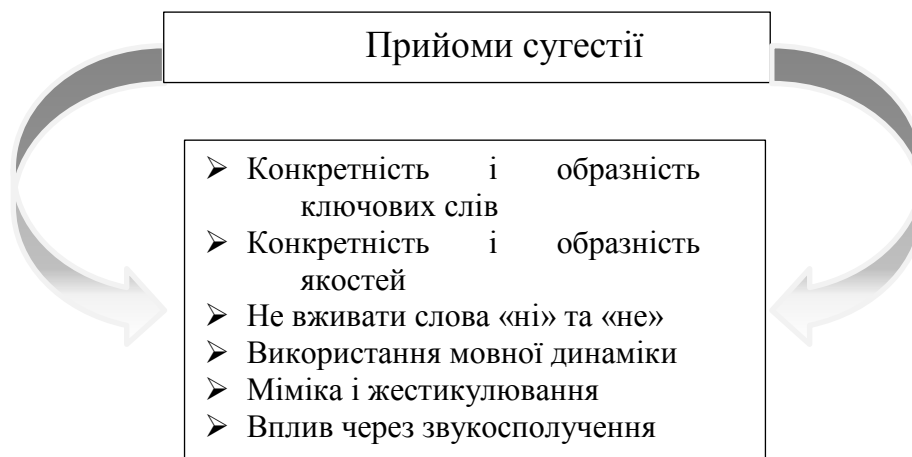 Прийоми сугестії
➢ Конкретність і образність
ключових слів
➢ Конкретність і образність
якостей
➢ Не вживати слова «ні» та «не»
➢ Використання мовної динаміки
➢ Міміка і жестикулювання
➢ Вплив через звукосполучення